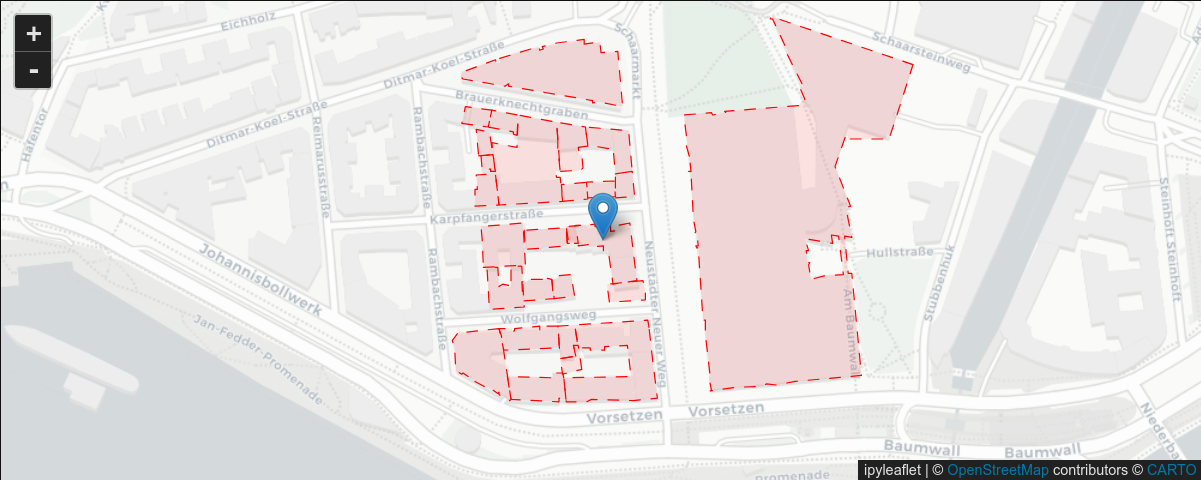 +
-
Eichholz
Schaarmarkt
Schaarsteinweg
Ditmar-Koel-Straße
Brauerknechtgraben
Hafentor
Ditmar-Koel-Straße
Reimarusstraße
Rambachstraße
Karpfangerstraße
Steinhöft
Steinhöft
Johannisbollwerk
Rambachstraße
Neustädter Neuer Weg
Hullstraße
Stubbenhuk
Am Baumwall
Wolfgangsweg
Jan-Fedder-Promenade
Vorsetzen
Vorsetzen
Baumwall
Baumwall
Niederba
promenade
ipyleaflet | © OpenStreetMap contributors © CARTO